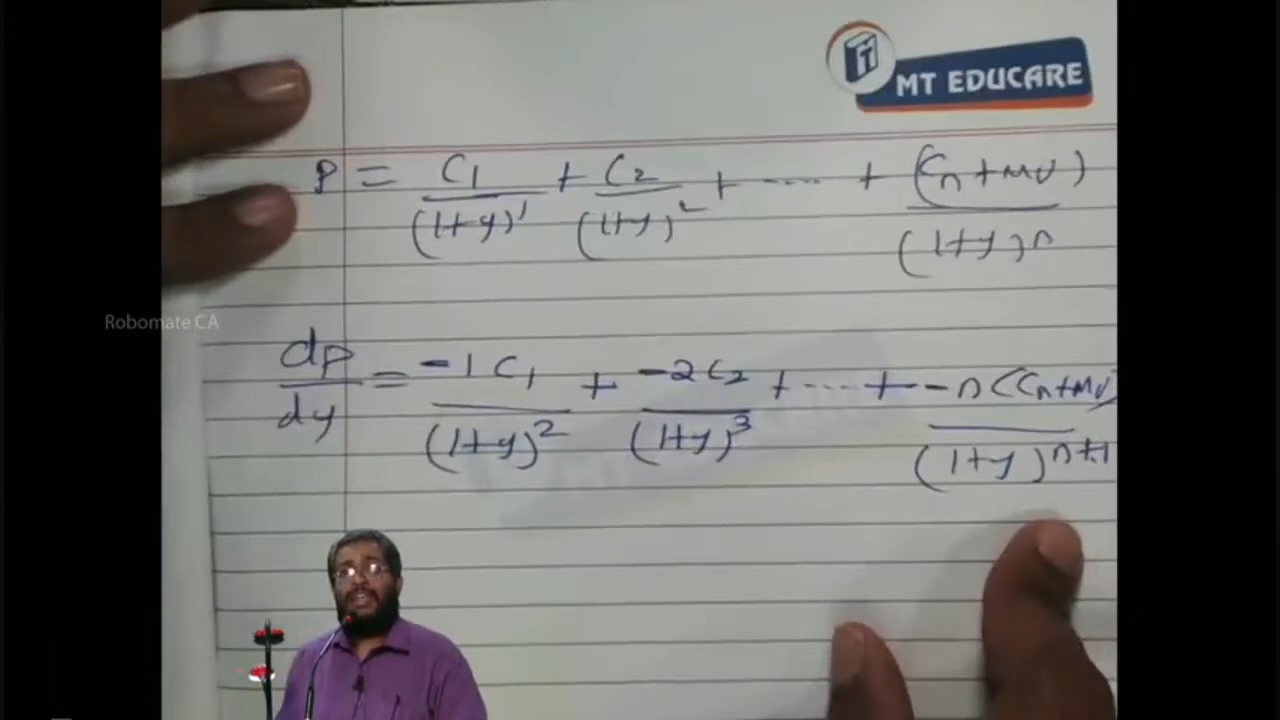 MT EDUCARE
P = C1/(1+y)^1 + C2/(1+y)^2 + ---- + (Cn+MV)/(1+y)^n
Robomate CA
dp/dy = -1C1/(1+y)^2 + -2C2/(1+y)^3 + ---- + -n(Cn+MV)/(1+y)^n+1